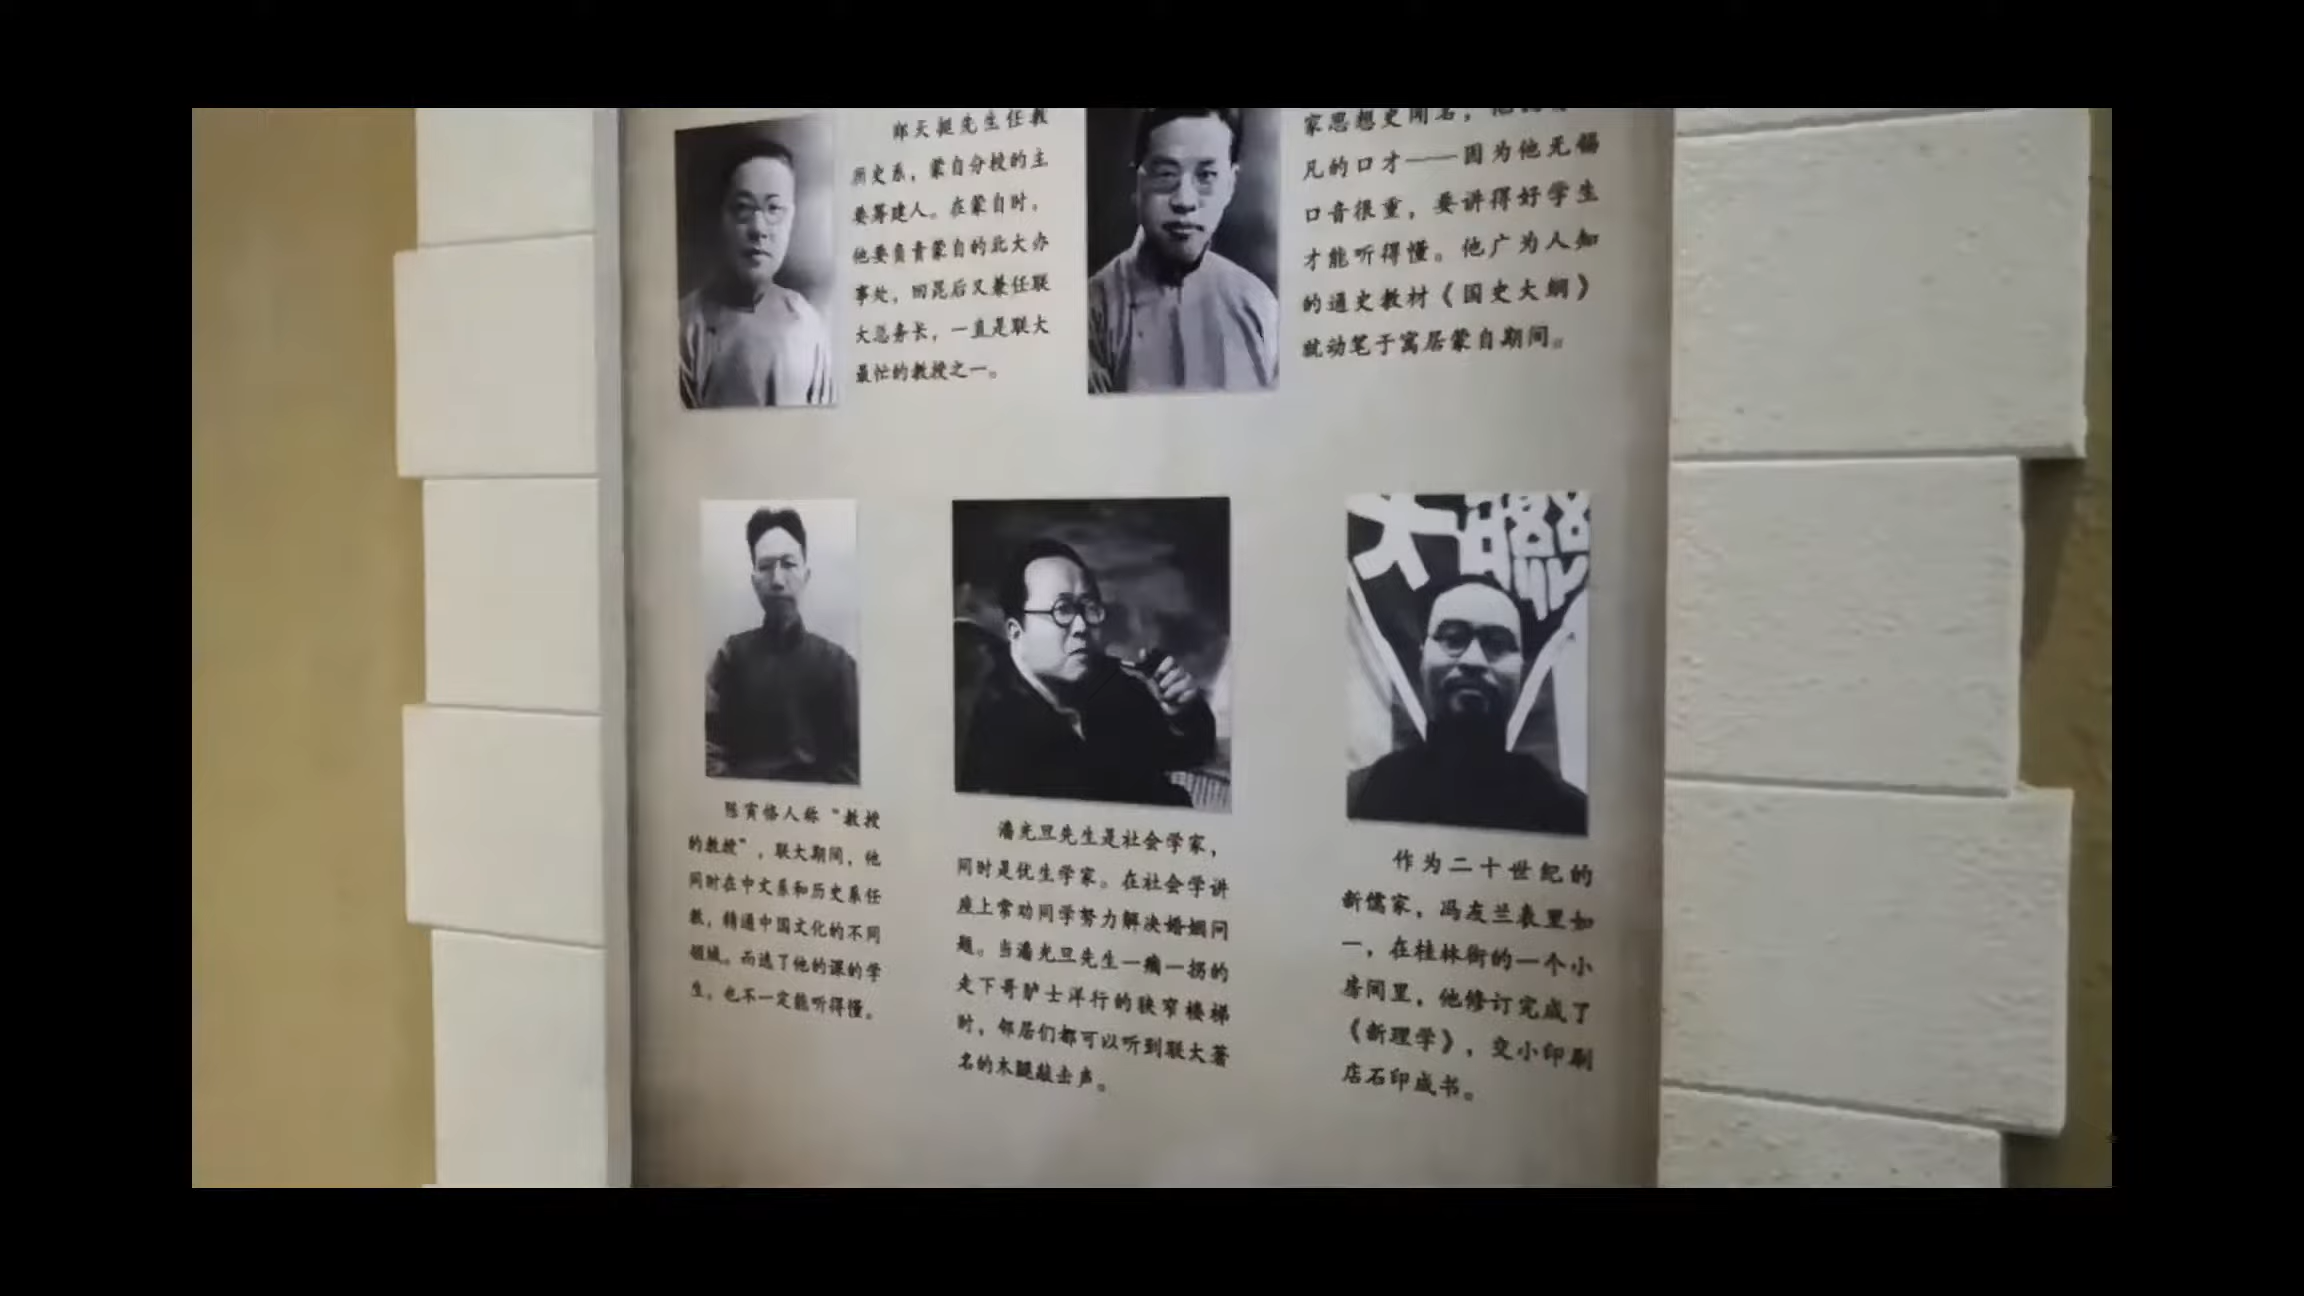 郑天挺先生任教
历史系，蒙自分校的主
要筹建人。在蒙自时，
他要负责蒙自的北大办
事处，回昆后又兼任联
大总务长，一直是联大
最忙的教授之一。
家思想史闻名，
凡的口才——因为他无锡
口音很重，要讲得好学生
才能听得懂。他广为人知
的通史教材《国史大綱》
就动笔于寓居蒙自期间。
陈寅恪人称“教授
的教授”，联大期间，他
同时在中文系和历史系任
教，精通中国文化的不同
领域。而选了他的课的学
生，也不一定能听得懂。
潘光旦先生是社会学家，
同时是优生学家。在社会学讲
座上常劝同学努力解决婚姻问
题。当潘光旦先生一瘸一拐的
走下哥胪士洋行的狭窄楼梯
时，邻居们都可以听到联大著
名的木腿敲击声。
大聯
作为二十世纪的
新儒家，冯友兰表里如
一，在桂林街的一个小
房间里，他修订完成了
《新理学》，交小印刷
店石印成书。